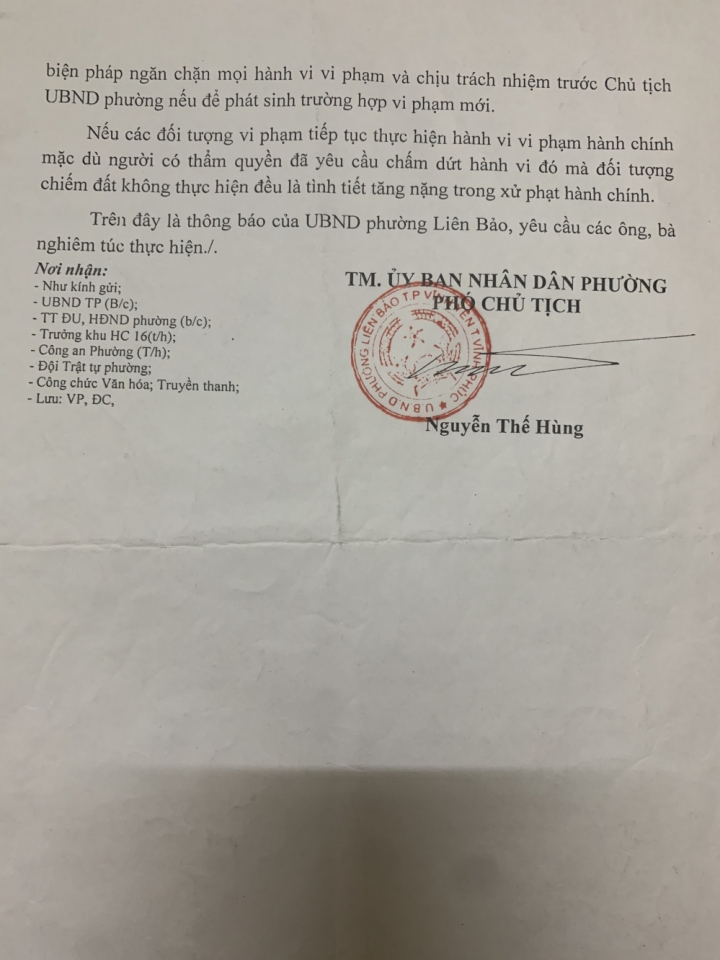 biện pháp ngăn chặn mọi hành vi vi phạm và chịu trách nhiệm trước Chủ tịch
UBND phường nếu để phát sinh trường hợp vi phạm mới.
Nếu các đối tượng vi phạm tiếp tục thực hiện hành vi vi phạm hành chính
mặc dù người có thẩm quyền đã yêu cầu chấm dứt hành vi đó mà đối tượng
chiếm đất không thực hiện đều là tình tiết tăng nặng trong xử phạt hành chính.
Trên đây là thông báo của UBND phường Liên Bảo, yêu cầu các ông, bà
nghiêm túc thực hiện./.
Nơi nhận:
- Như kính gửi;
- UBND TP (B/c);
- TT ĐU, HĐND phường (b/c);
- Trưởng khu HC 16(t/h);
- Công an Phường (T/h);
- Đội Trật tự phường;
- Công chức Văn hóa; Truyền thanh;
- Lưu: VP, ĐC,
TM. ỦY BAN NHÂN DÂN PHƯỜNG
PHÓ CHỦ TỊCH
U.B.N.D PHƯỜNG LIÊN BẢO T.P VĨNH YÊN T VĨNH PHÚC
Nguyễn Thế Hùng